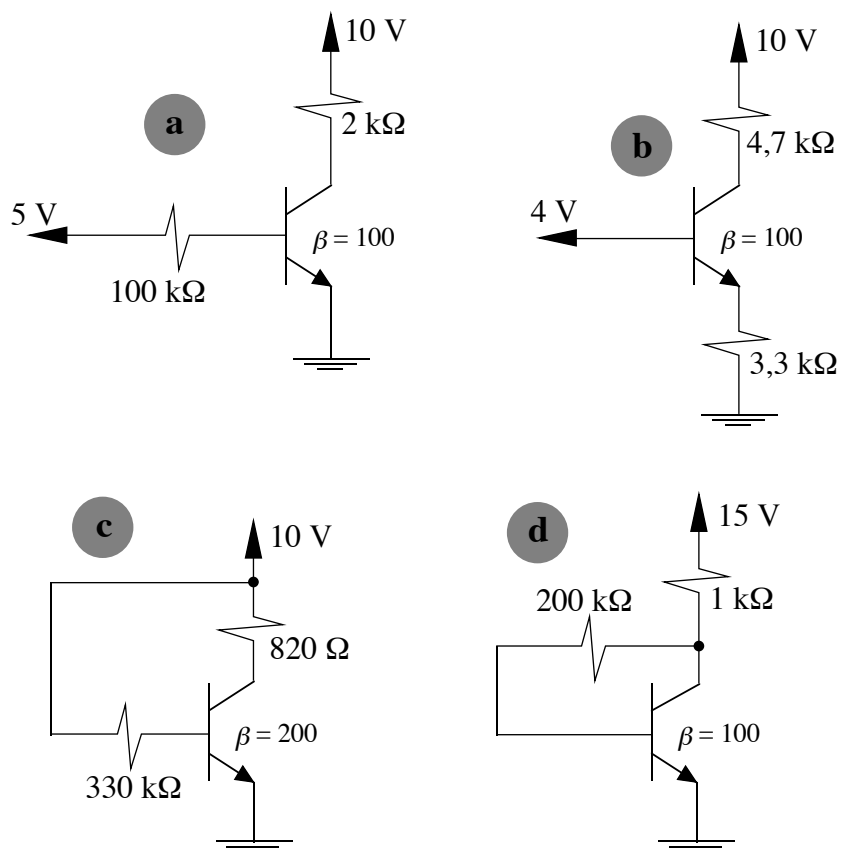 10 V
a
2 kΩ
5 V
β = 100
100 kΩ
10 V
b
4,7 kΩ
4 V
β = 100
3,3 kΩ
c
10 V
820 Ω
β = 200
330 kΩ
d
15 V
200 kΩ
1 kΩ
β = 100